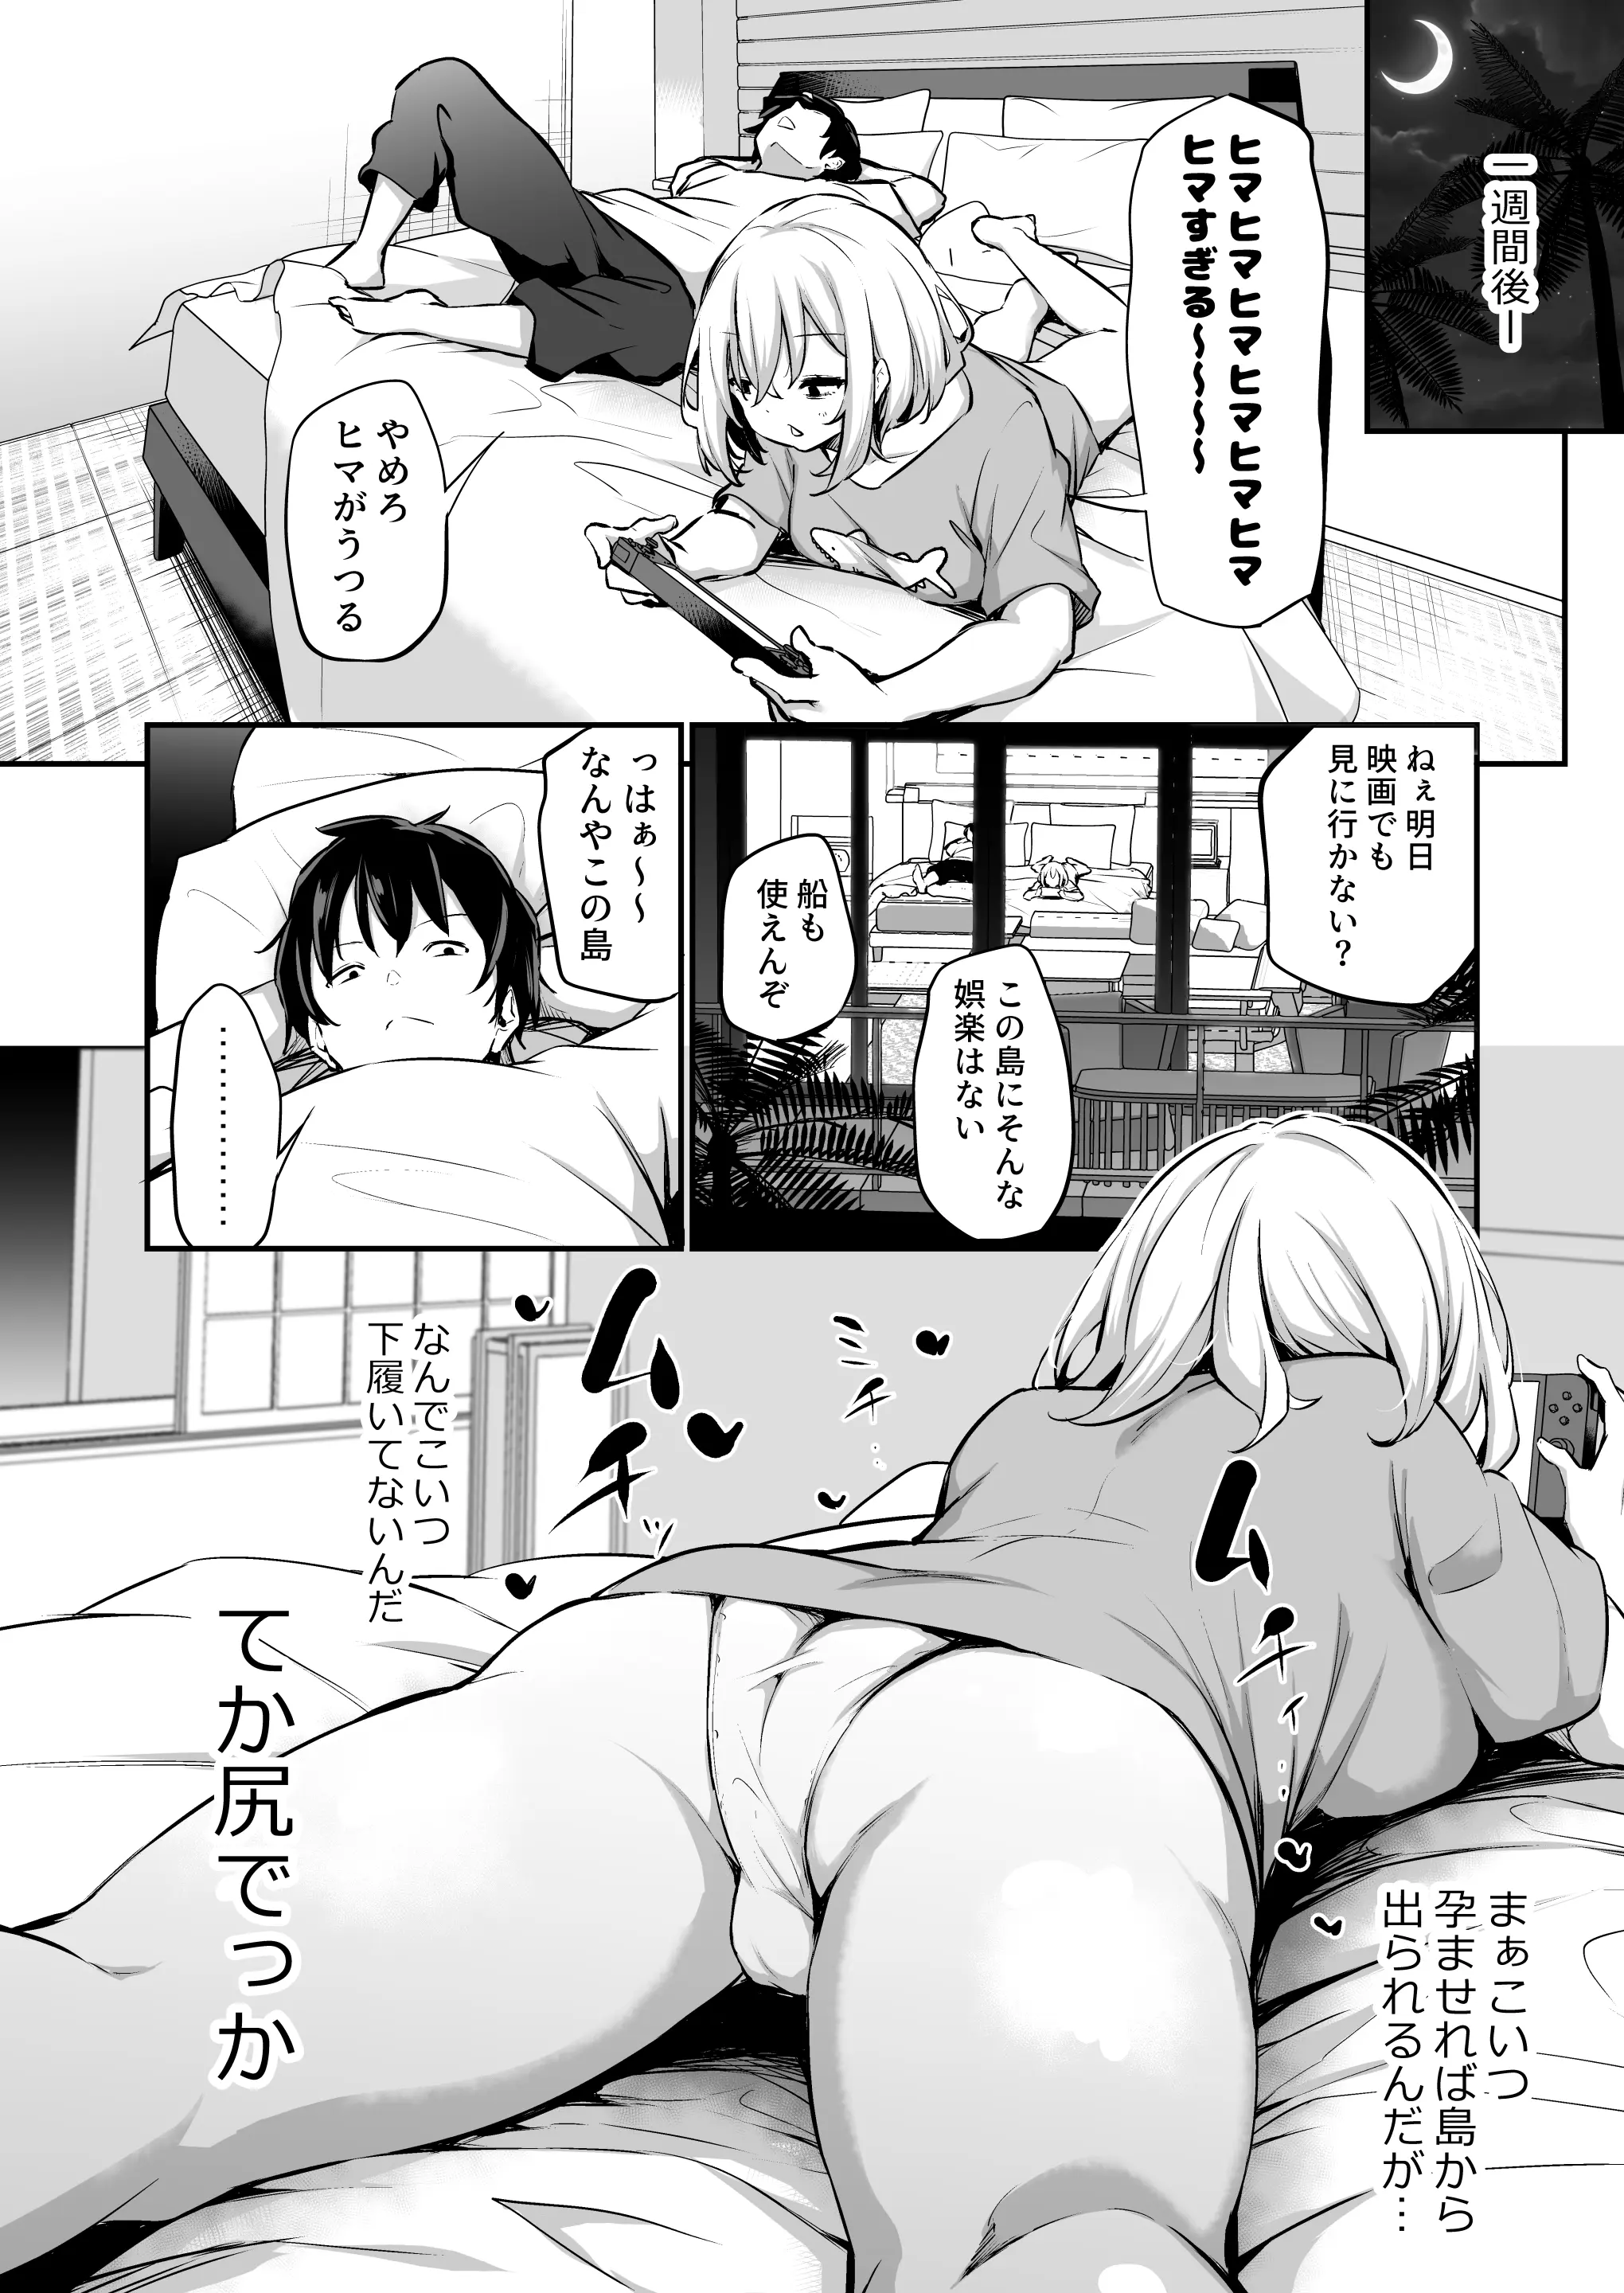 一週間後ー
ヒマヒマヒマヒマヒマヒマ
ヒマすぎる～～～～
やめろ
ヒマがうつる
ねぇ明日
映画でも
見に行かない？
この島にそんな
娯楽はない
船も
使えんぞ
っはぁ～～
なんやこの島
…………
ムチッ
ミチ…
ムチィ…
なんでこいつ
下履いてないんだ
てか尻でっか
まぁこいつ
孕ませれば島から
出られるんだが…